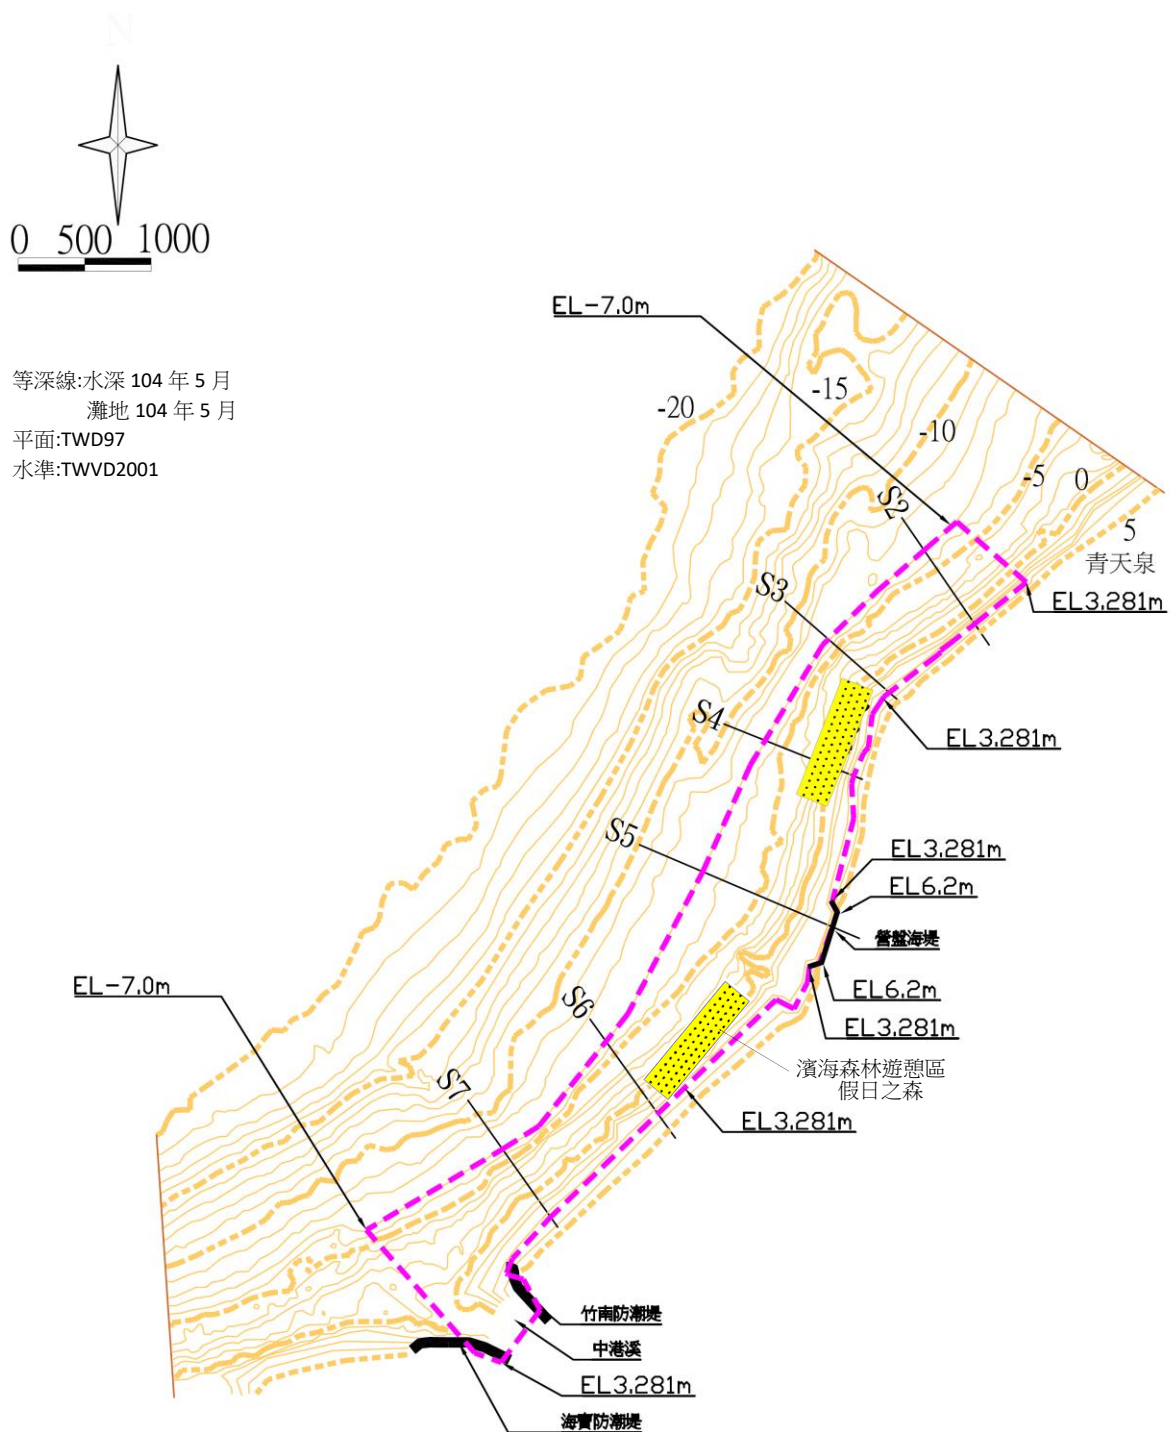 N
0 500 1000
等深線:水深 104 年 5 月
灘地 104 年 5 月
平面:TWD97
水準:TWVD2001
EL-7.0m
-20
-15
-10
-5
0
5
青天泉
S2
EL3.281m
S3
S4
EL3.281m
S5
EL3.281m
EL6.2m
營盤海堤
EL-7.0m
EL6.2m
S6
EL3.281m
濱海森林遊憩區
假日之森
S7
EL3.281m
竹南防潮堤
中港溪
EL3.281m
海寶防潮堤